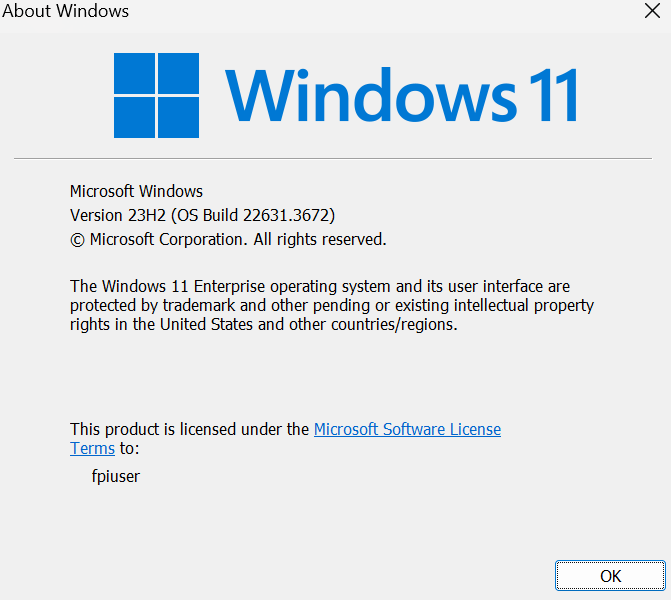 About Windows
Windows 11
Microsoft Windows
Version 23H2 (OS Build 22631.3672)
© Microsoft Corporation. All rights reserved.
The Windows 11 Enterprise operating system and its user interface are
protected by trademark and other pending or existing intellectual property
rights in the United States and other countries/regions.
This product is licensed under the Microsoft Software License
Terms to:
fpiuser
OK